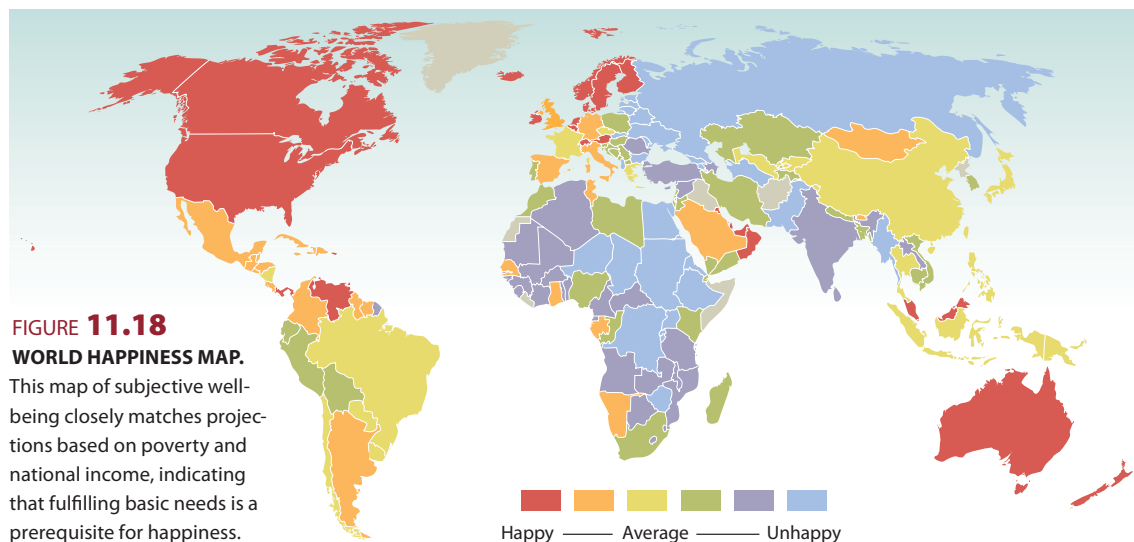 FIGURE 11.18
WORLD HAPPINESS MAP.
This map of subjective well-
being closely matches projec-
tions based on poverty and
national income, indicating
that fulfilling basic needs is a
prerequisite for happiness.
Happy Average Unhappy